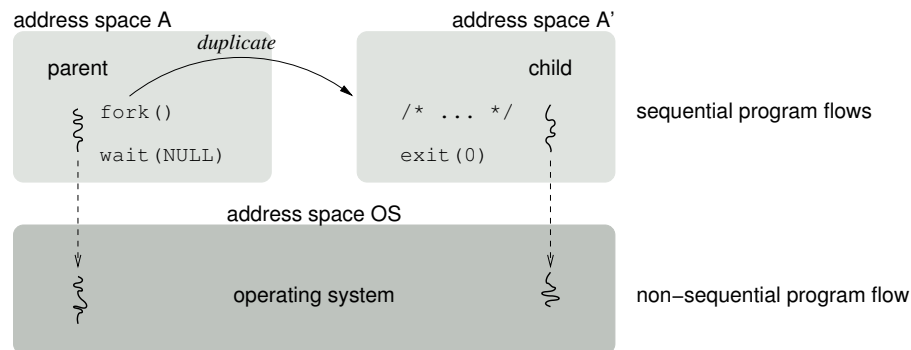 address space A
address space A'
duplicate
parent
child
fork()
/* ... */
sequential program flows
wait(NULL)
exit(0)
address space OS
operating system
non−sequential program flow